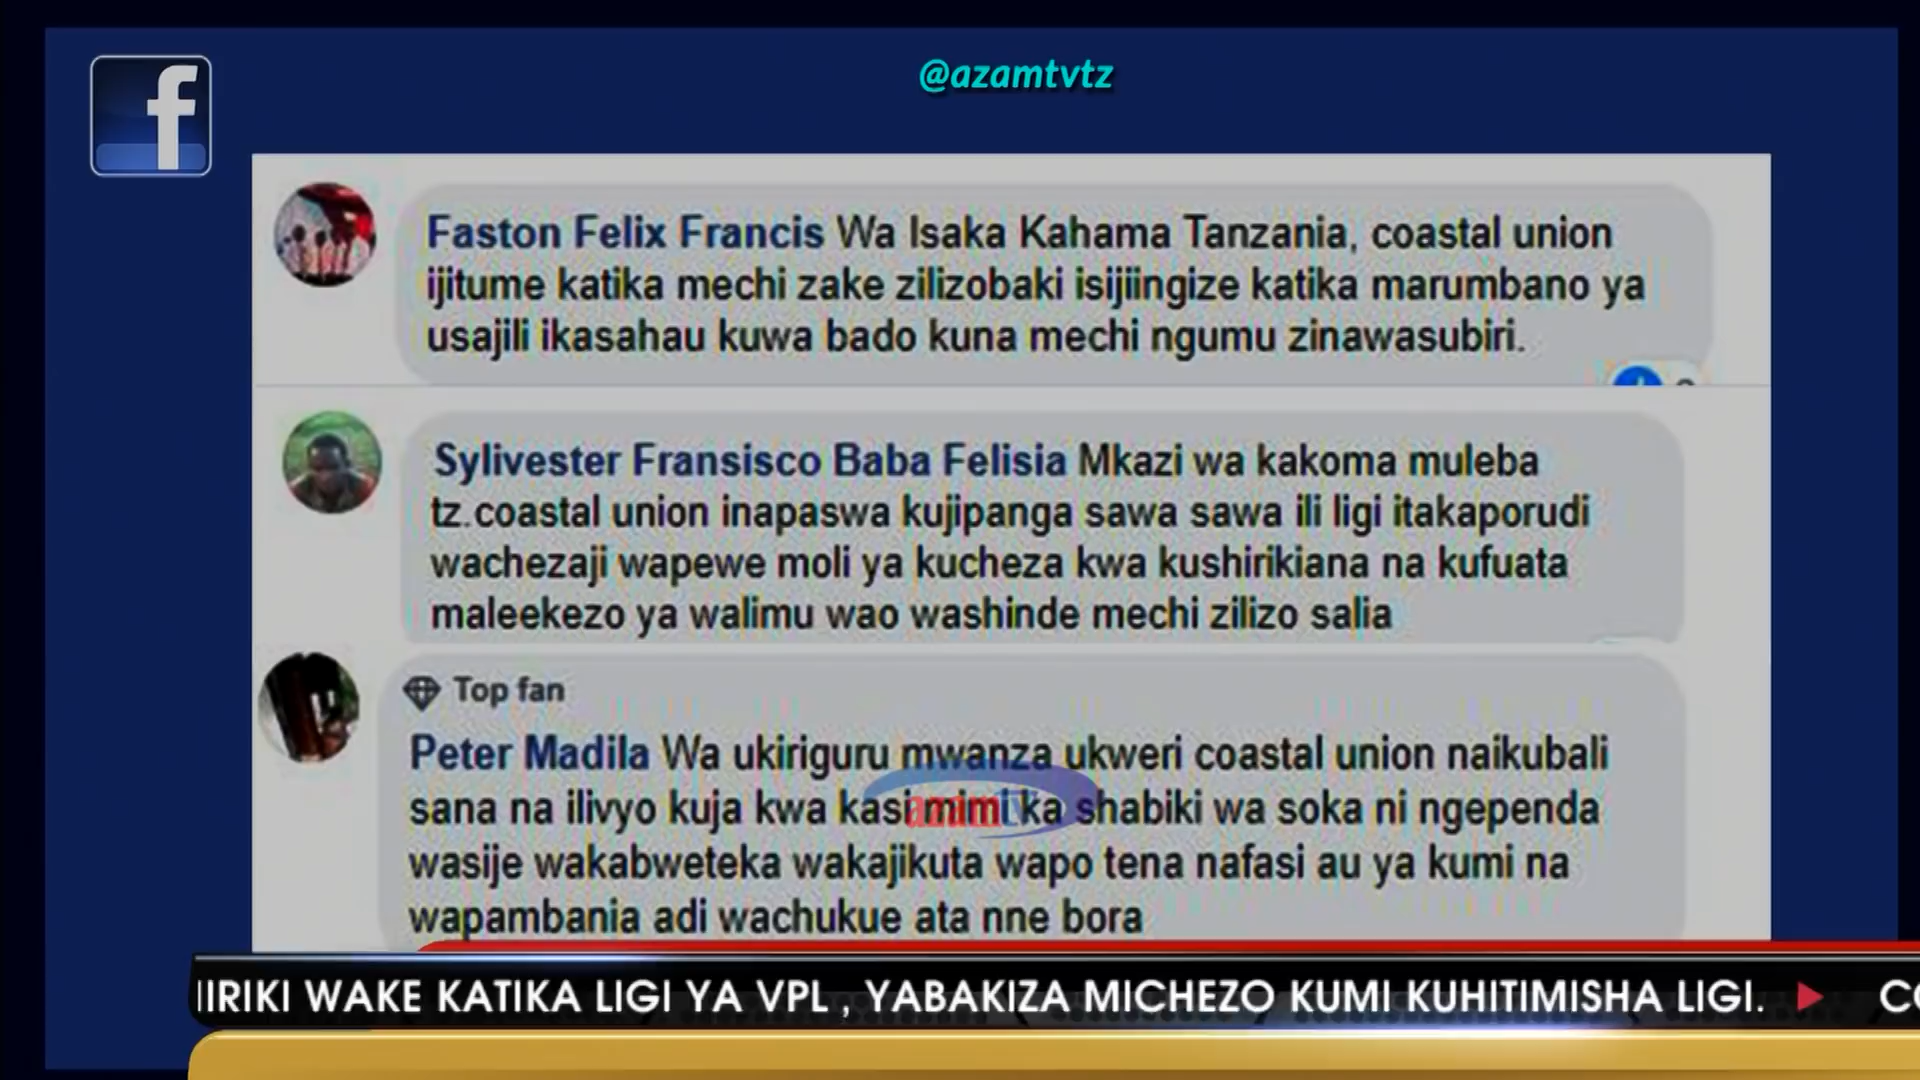 @azamtvtz
Faston Felix Francis Wa Isaka Kahama Tanzania, coastal union
ijitume katika mechi zake zilizobaki isijiingize katika marumbano ya
usajili ikasahau kuwa bado kuna mechi ngumu zinawasubiri.
Sylivester Fransisco Baba Felisia Mkazi wa kakoma muleba
tz.coastal union inapaswa kujipanga sawa sawa ili ligi itakaporudi
wachezaji wapewe moli ya kucheza kwa kushirikiana na kufuata
maleekezo ya walimu wao washinde mechi zilizo salia
Top fan
Peter Madila Wa ukiriguru mwanza ukweri coastal union naikubali
sana na ilivyo kuja kwa kasi mimi ka shabiki wa soka ni ngependa
azamtv
wasije wakabweteka wakajikuta wapo tena nafasi au ya kumi na
wapambania adi wachukue ata nne bora
IRIKI WAKE KATIKA LIGI YA VPL , YABAKIZA MICHEZO KUMI KUHITIMISHA LIGI.